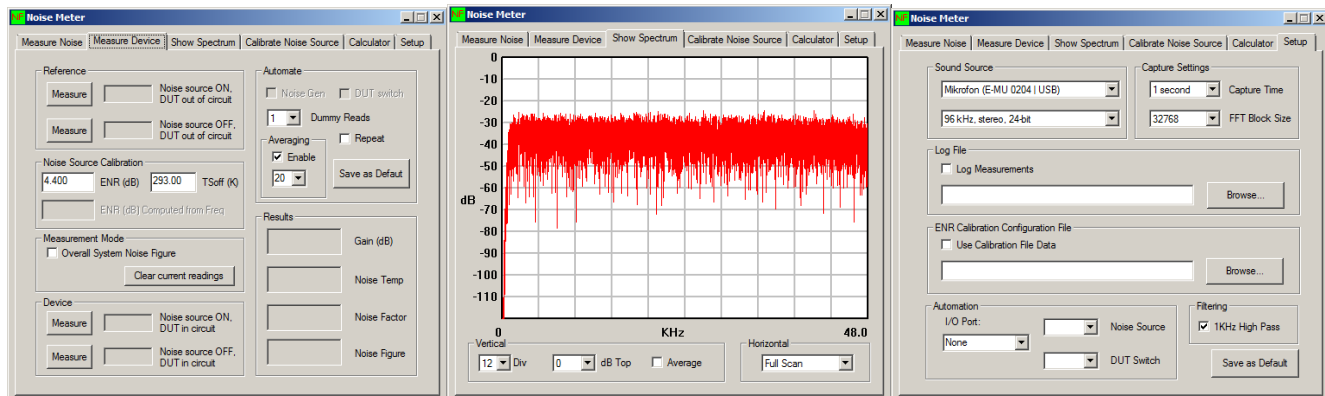 NF Noise Meter
Measure Noise Measure Device Show Spectrum Calibrate Noise Source Calculator Setup
Reference
Measure Noise source ON, DUT out of circuit
Measure Noise source OFF, DUT out of circuit
Noise Source Calibration
4.400 ENR (dB) 293.00 TSoff (K)
ENR (dB) Computed from Freq
Measurement Mode
Overall System Noise Figure
Clear current readings
Device
Measure Noise source ON, DUT in circuit
Measure Noise source OFF, DUT in circuit
Automate
Noise Gen DUT switch
1 Dummy Reads
Averaging
Enable
20
Repeat
Save as Defaut
Results
Gain (dB)
Noise Temp
Noise Factor
Noise Figure
NF Noise Meter
Measure Noise Measure Device Show Spectrum Calibrate Noise Source Calculator Setup
0
-10
-20
-30
-40
-50
-60
dB
-70
-80
-90
-100
-110
0 KHz 48.0
Vertical
12 Div 0 dB Top Average
Horizontal
Full Scan
NF Noise Meter
Measure Noise Measure Device Show Spectrum Calibrate Noise Source Calculator Setup
Sound Source
Mikrofon (E-MU 0204 | USB)
96 kHz, stereo, 24-bit
Capture Settings
1 second Capture Time
32768 FFT Block Size
Log File
Log Measurements
Browse...
ENR Calibration Configuration File
Use Calibration File Data
Browse...
Automation
I/O Port:
None
Noise Source
DUT Switch
Filtering
1KHz High Pass
Save as Default